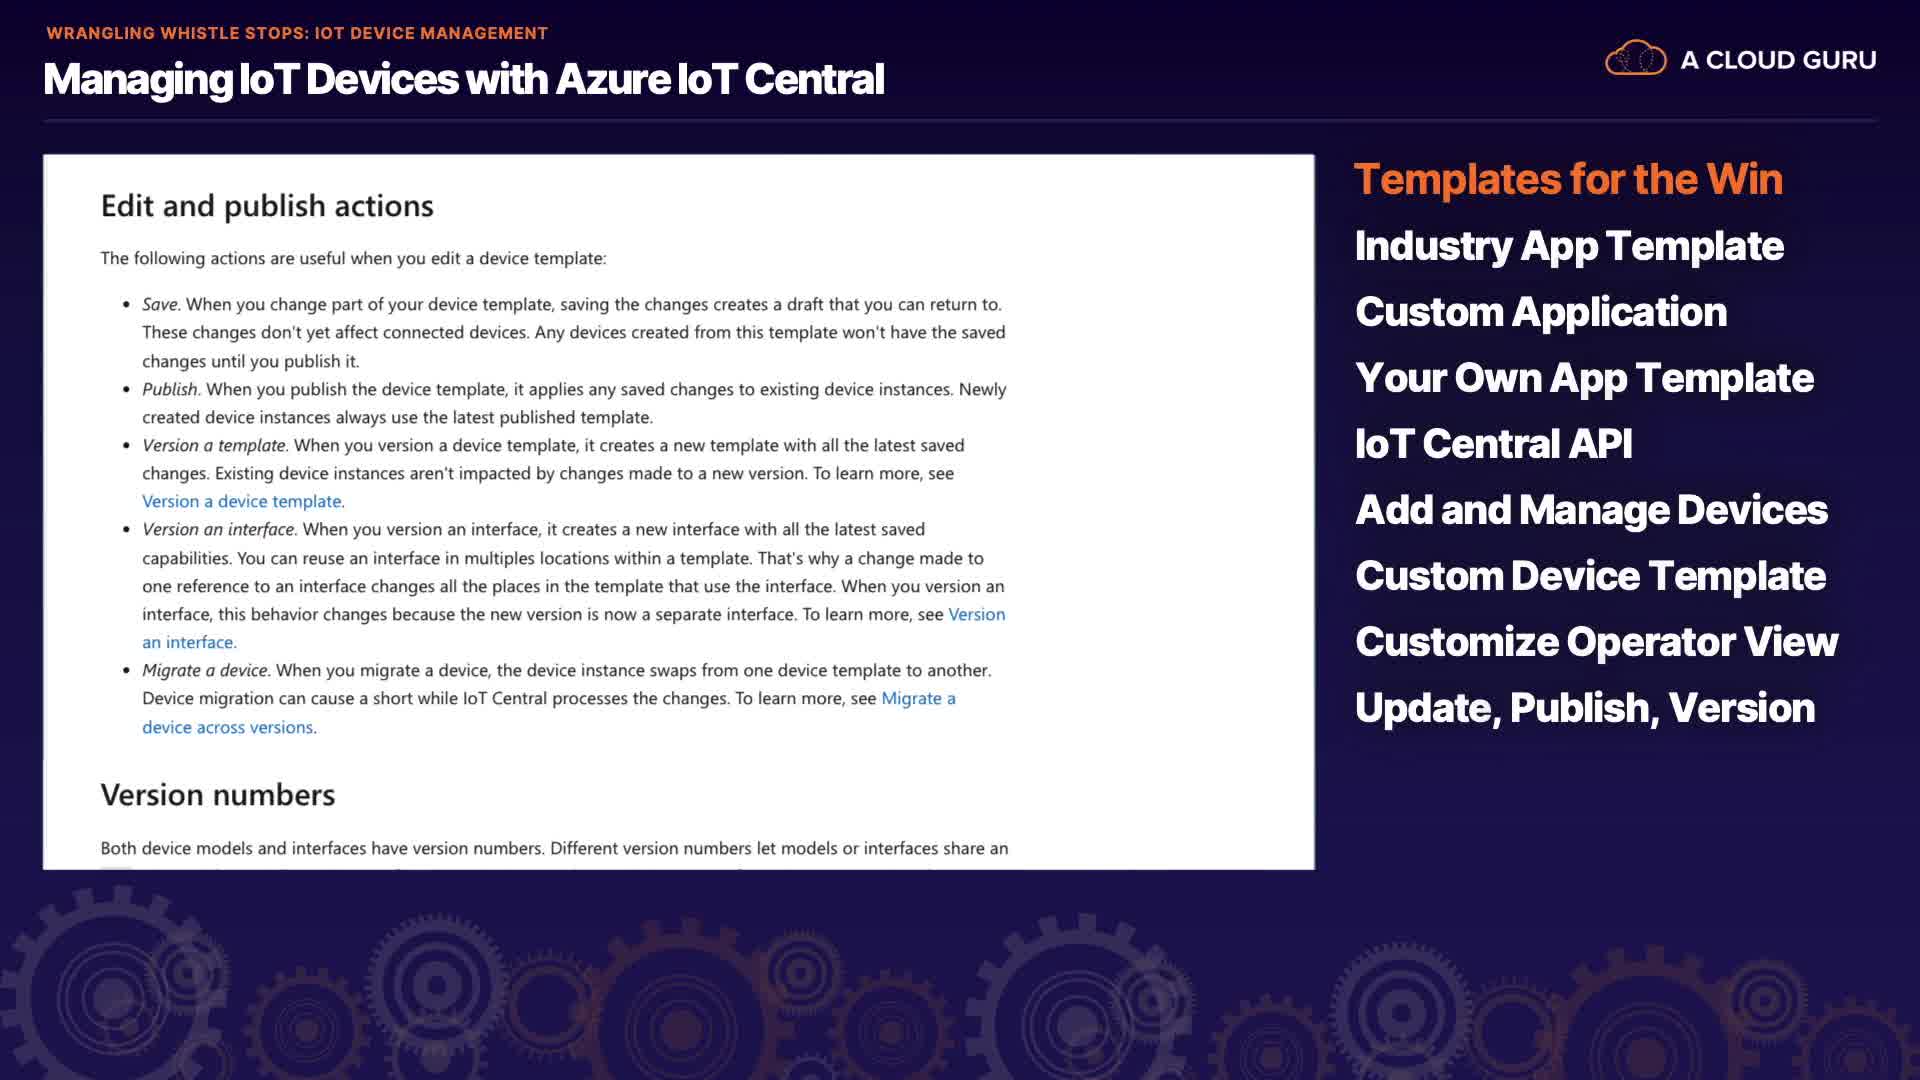 WRANGLING WHISTLE STOPS: IOT DEVICE MANAGEMENT
Managing IoT Devices with Azure IoT Central
A CLOUD GURU
Edit and publish actions
The following actions are useful when you edit a device template:
• Save. When you change part of your device template, saving the changes creates a draft that you can return to.
These changes don't yet affect connected devices. Any devices created from this template won't have the saved
changes until you publish it.
• Publish. When you publish the device template, it applies any saved changes to existing device instances. Newly
created device instances always use the latest published template.
• Version a template. When you version a device template, it creates a new template with all the latest saved
changes. Existing device instances aren't impacted by changes made to a new version. To learn more, see
Version a device template.
• Version an interface. When you version an interface, it creates a new interface with all the latest saved
capabilities. You can reuse an interface in multiples locations within a template. That's why a change made to
one reference to an interface changes all the places in the template that use the interface. When you version an
interface, this behavior changes because the new version is now a separate interface. To learn more, see Version
an interface.
• Migrate a device. When you migrate a device, the device instance swaps from one device template to another.
Device migration can cause a short while IoT Central processes the changes. To learn more, see Migrate a
device across versions.
Version numbers
Both device models and interfaces have version numbers. Different version numbers let models or interfaces share an
Templates for the Win
Industry App Template
Custom Application
Your Own App Template
IoT Central API
Add and Manage Devices
Custom Device Template
Customize Operator View
Update, Publish, Version